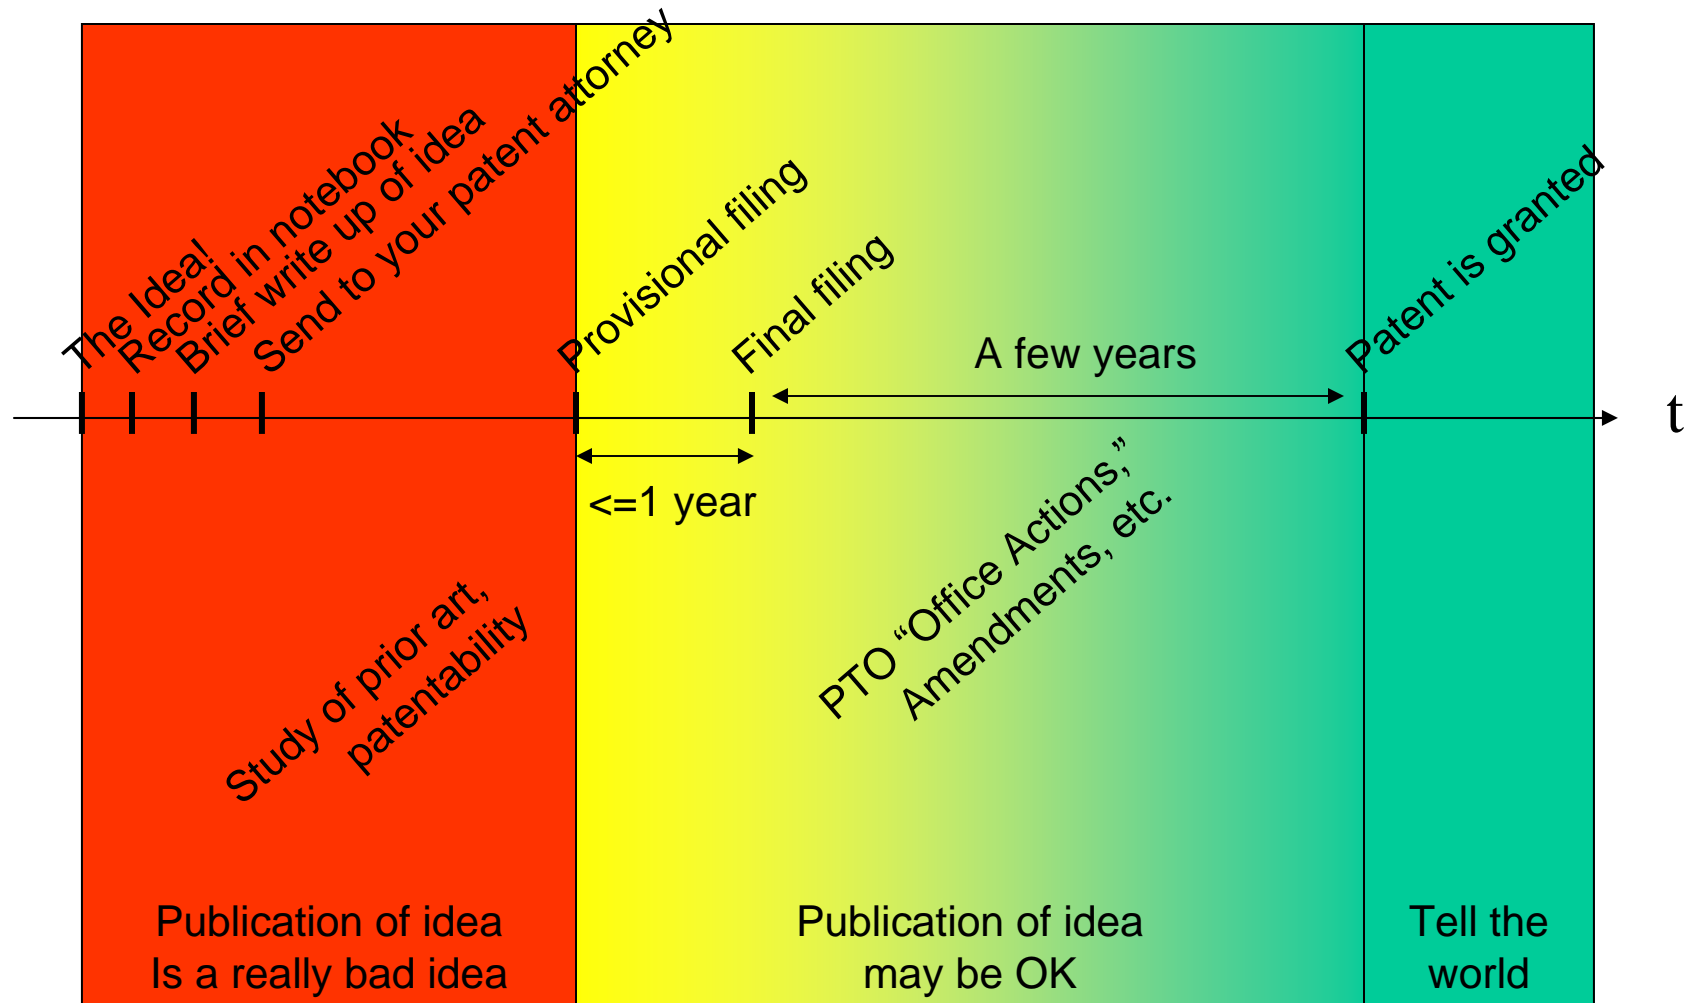 The Idea!
Record in notebook
Brief write up of idea
Send to your patent attorney
Provisional filing
Final filing
A few years
Patent is granted
t
<=1 year
Study of prior art,
patentability
PTO “Office Actions,”
Amendments, etc.
Publication of idea
Is a really bad idea
Publication of idea
may be OK
Tell the
world